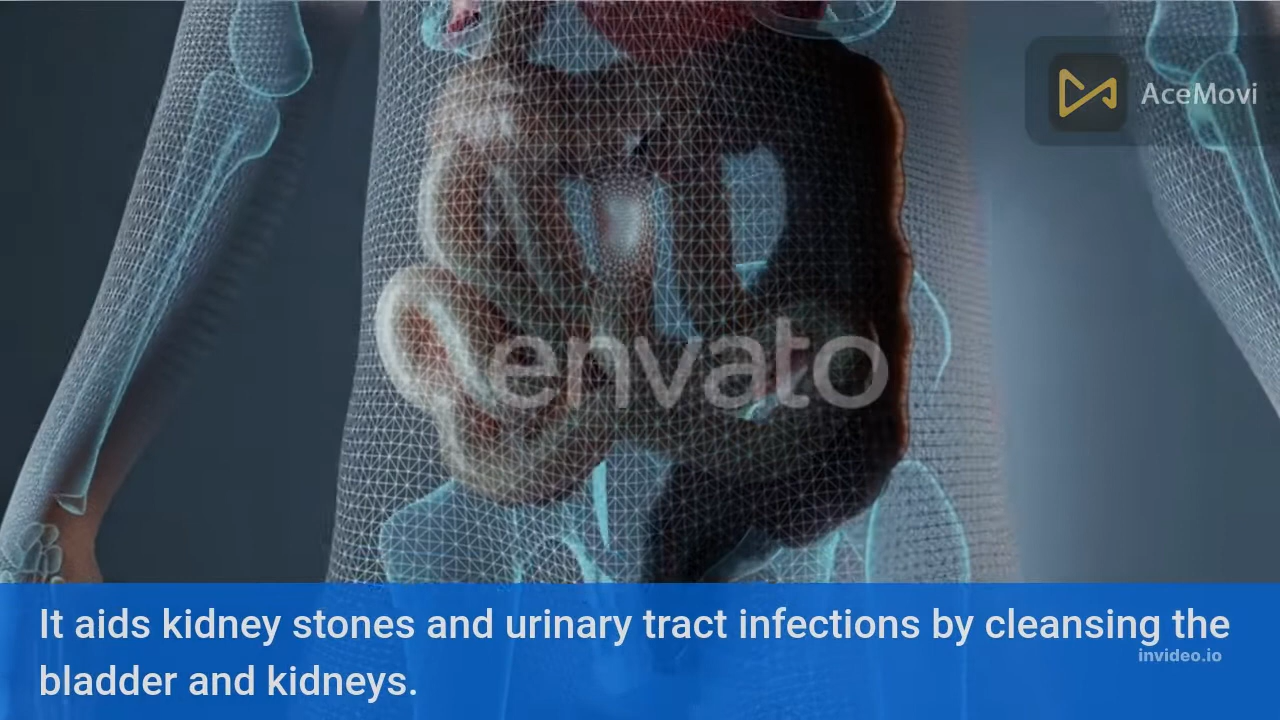 AceMovi
envato
It aids kidney stones and urinary tract infections by cleansing the
invideo.io
bladder and kidneys.